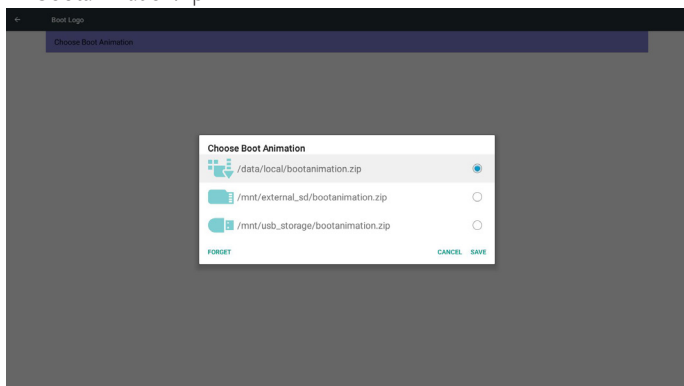 ← Boot Logo
Choose Boot Animation
Choose Boot Animation
/data/local/bootanimation.zip
/mnt/external_sd/bootanimation.zip
/mnt/usb_storage/bootanimation.zip
FORGET CANCEL SAVE